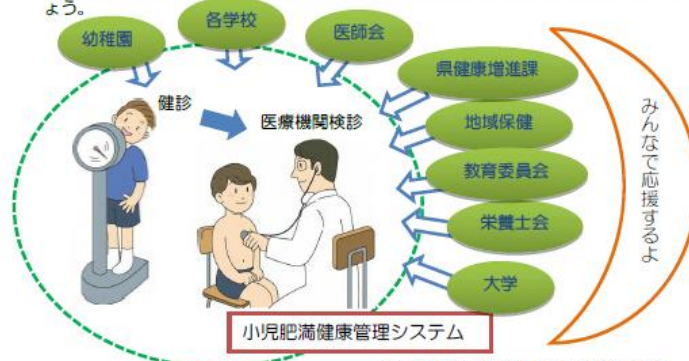 ょう。
幼稚園
各学校
医師会
県健康増進課
地域保健
教育委員会
栄養士会
大学
健診
医療機関検診
小児肥満健康管理システム
みんなで応援するよ